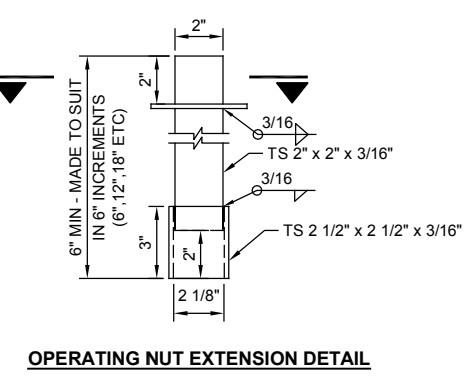 2"
2"
6" MIN - MADE TO SUIT
IN 6" INCREMENTS
(6",12",18" ETC)
3/16
TS 2" x 2" x 3/16"
3/16
3"
2"
TS 2 1/2" x 2 1/2" x 3/16"
2 1/8"
OPERATING NUT EXTENSION DETAIL